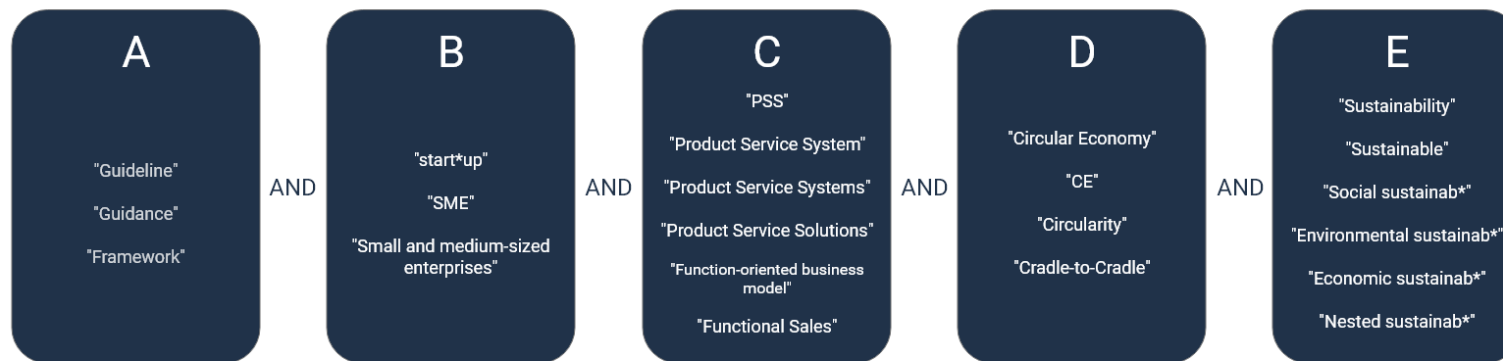 A
"Guideline"
"Guidance"
"Framework"
AND
B
"start*up"
"SME"
"Small and medium-sized
enterprises"
AND
C
"PSS"
"Product Service System"
"Product Service Systems"
"Product Service Solutions"
"Function-oriented business
model"
"Functional Sales"
AND
D
"Circular Economy"
"CE"
"Circularity"
"Cradle-to-Cradle"
AND
E
"Sustainability"
"Sustainable"
"Social sustainab*"
"Environmental sustainab*"
"Economic sustainab*"
"Nested sustainab*"